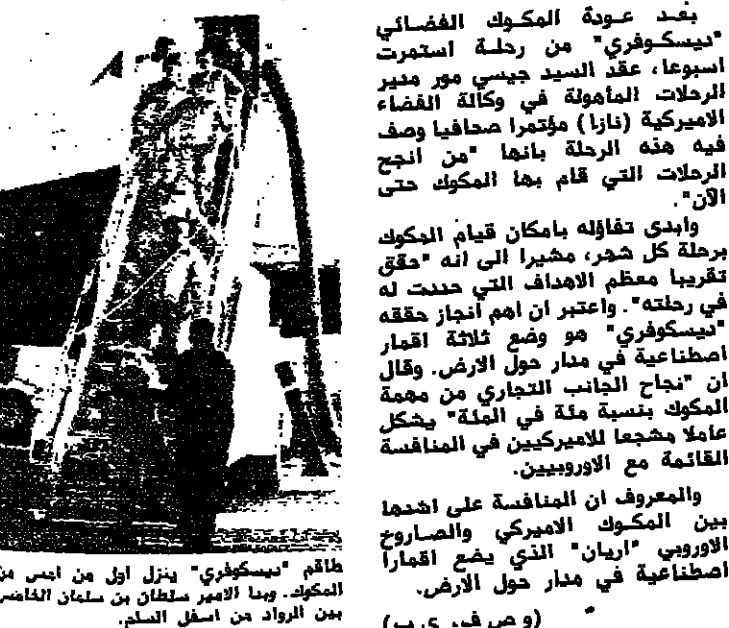 بعد عودة المكوك الفضائي
"ديسكوفري" من رحلة استمرت
اسبوعا، عقد السيد جيسي مور مدير
الرحلات المأهولة في وكالة الفضاء
الاميركية (نازا) مؤتمرا صحافيا وصف
فيه هذه الرحلة بانها "من انجح
الرحلات التي قام بها المكوك حتى
الآن".
وابدى تفاؤله بامكان قيام المكوك
برحلة كل شهر، مشيرا الى انه "حقق
تقريبا معظم الاهداف التي حددت له
في رحلته". واعتبر ان اهم انجاز حققه
"ديسكوفري" هو وضع ثلاثة اقمار
اصطناعية في مدار حول الارض. وقال
ان "نجاح الجانب التجاري من مهمة
المكوك بنسبة مئة في المئة" يشكل
عاملا مشجعا للاميركيين في المنافسة
القائمة مع الاوروبيين.
والمعروف ان المنافسة على اشدها
بين المكوك الاميركي والصاروخ
الاوروبي "اريان" الذي يضع اقمارا
اصطناعية في مدار حول الارض.
(و ص ف، ي ب)
طاقم "ديسكوفري" ينزل اول من امس من
المكوك. وبدا الامير سلطان بن سلمان الخامس
بين الرواد من اسفل السلم.